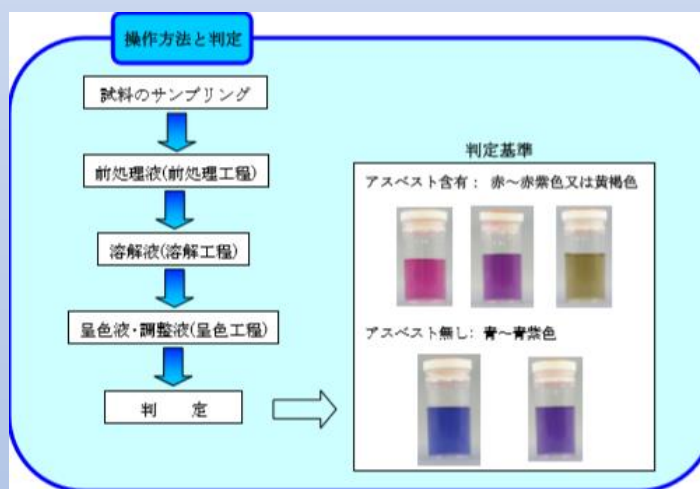 操作方法と判定
試料のサンプリング
前処理液(前処理工程)
溶解液(溶解工程)
呈色液・調整液(呈色工程)
判　定
判定基準
アスベスト含有： 赤～赤紫色又は黄褐色
アスベスト無し: 青～青紫色